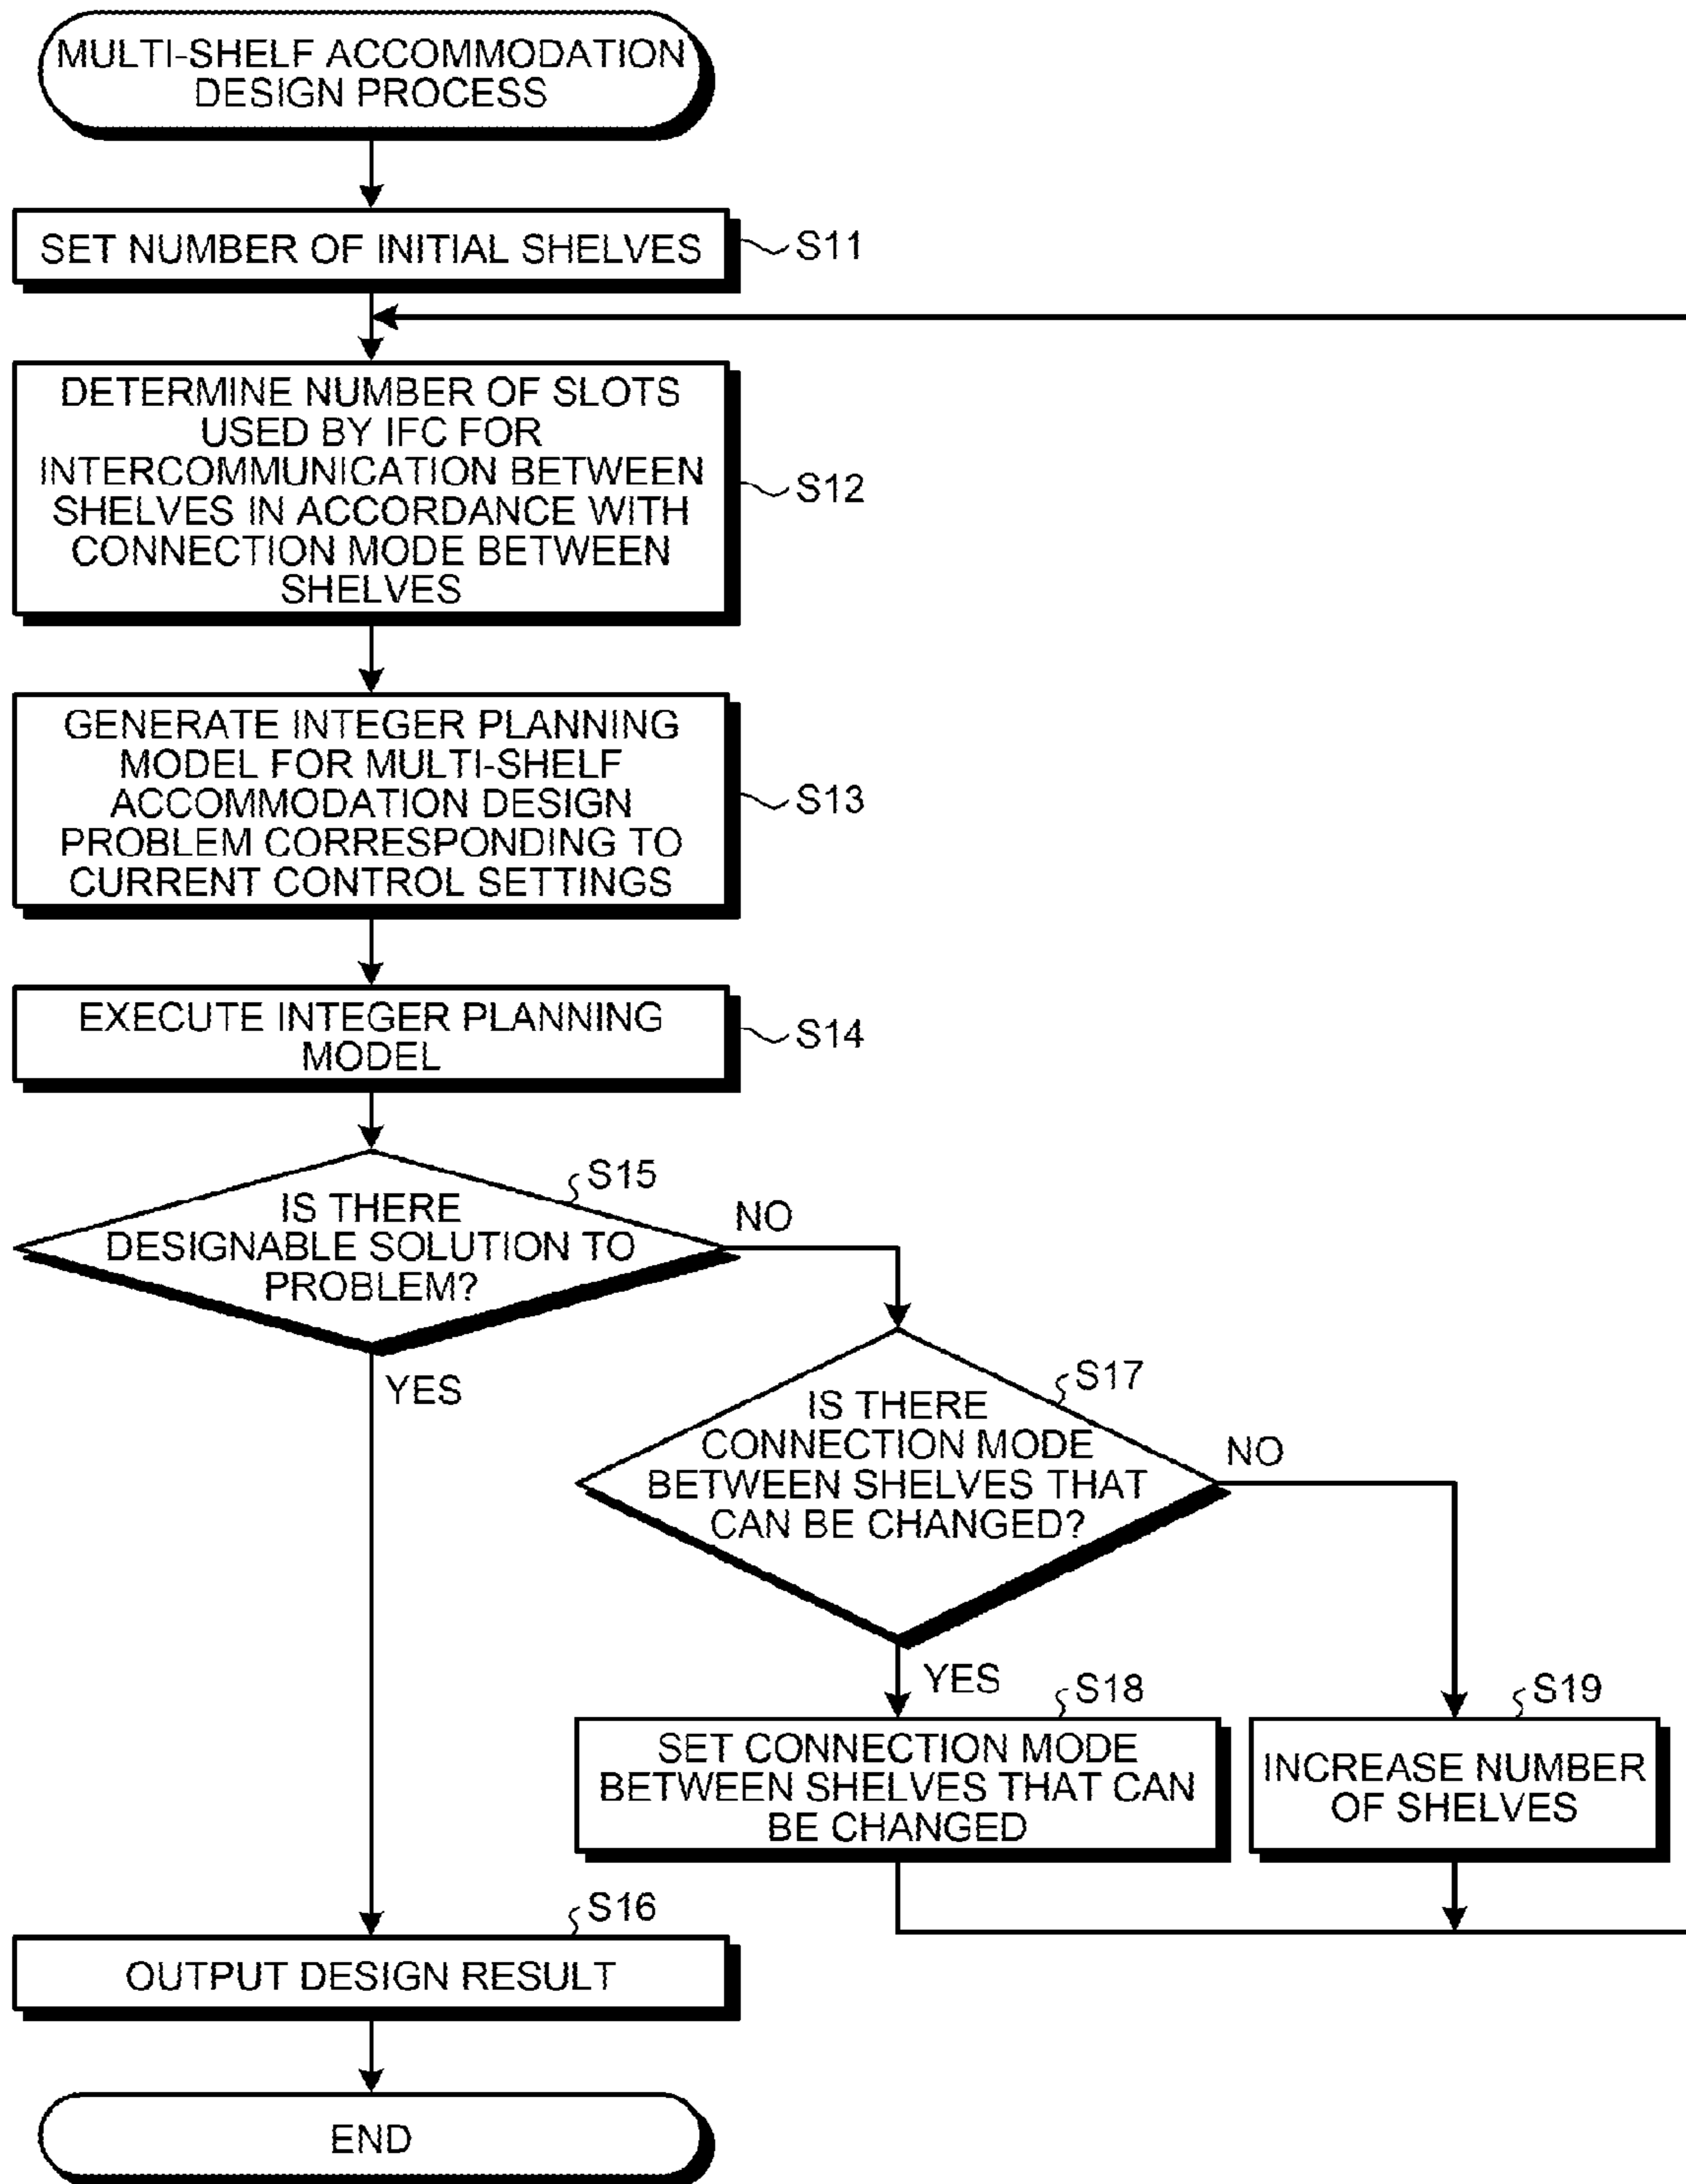 MULTI-SHELF ACCOMMODATION
DESIGN PROCESS
SET NUMBER OF INITIAL SHELVES
S11
DETERMINE NUMBER OF SLOTS
USED BY IFC FOR
INTERCOMMUNICATION BETWEEN
SHELVES IN ACCORDANCE WITH
CONNECTION MODE BETWEEN
SHELVES
S12
GENERATE INTEGER PLANNING
MODEL FOR MULTI-SHELF
ACCOMMODATION DESIGN
PROBLEM CORRESPONDING TO
CURRENT CONTROL SETTINGS
S13
EXECUTE INTEGER PLANNING
MODEL
S14
S15
IS THERE
DESIGNABLE SOLUTION TO
PROBLEM?
NO
YES
S17
IS THERE
CONNECTION MODE
BETWEEN SHELVES THAT
CAN BE CHANGED?
NO
YES
S18
SET CONNECTION MODE
BETWEEN SHELVES THAT CAN
BE CHANGED
S19
INCREASE NUMBER
OF SHELVES
S16
OUTPUT DESIGN RESULT
END